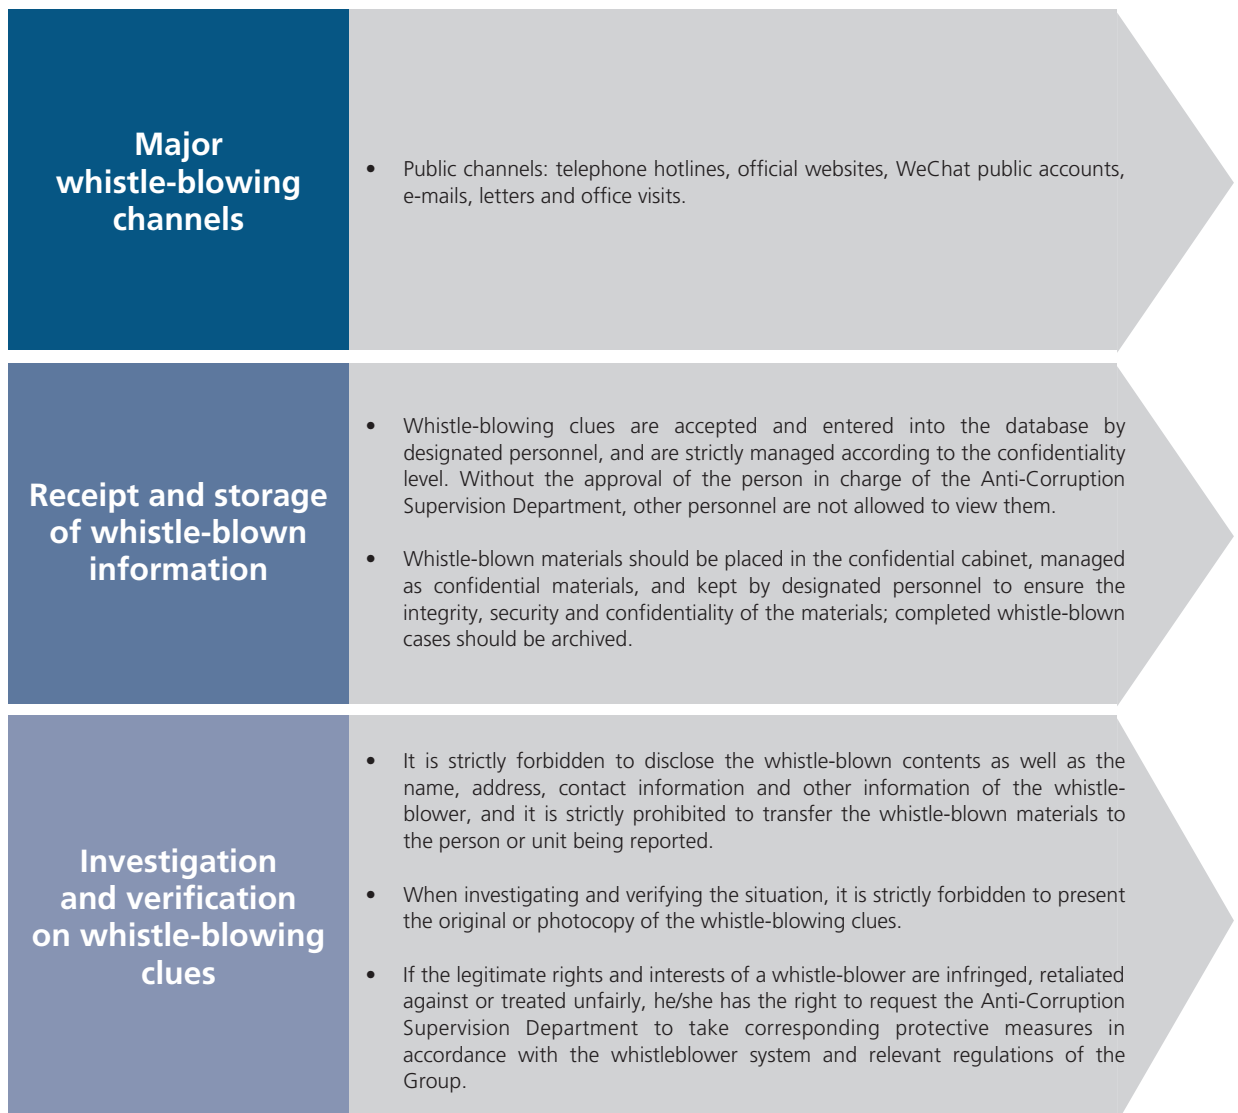 Major
whistle-blowing
channels
• Public channels: telephone hotlines, official websites, WeChat public accounts,
e-mails, letters and office visits.
Receipt and storage
of whistle-blown
information
• Whistle-blowing clues are accepted and entered into the database by
designated personnel, and are strictly managed according to the confidentiality
level. Without the approval of the person in charge of the Anti-Corruption
Supervision Department, other personnel are not allowed to view them.
• Whistle-blown materials should be placed in the confidential cabinet, managed
as confidential materials, and kept by designated personnel to ensure the
integrity, security and confidentiality of the materials; completed whistle-blown
cases should be archived.
Investigation
and verification
on whistle-blowing
clues
• It is strictly forbidden to disclose the whistle-blown contents as well as the
name, address, contact information and other information of the whistle-
blower, and it is strictly prohibited to transfer the whistle-blown materials to
the person or unit being reported.
• When investigating and verifying the situation, it is strictly forbidden to present
the original or photocopy of the whistle-blowing clues.
• If the legitimate rights and interests of a whistle-blower are infringed, retaliated
against or treated unfairly, he/she has the right to request the Anti-Corruption
Supervision Department to take corresponding protective measures in
accordance with the whistleblower system and relevant regulations of the
Group.